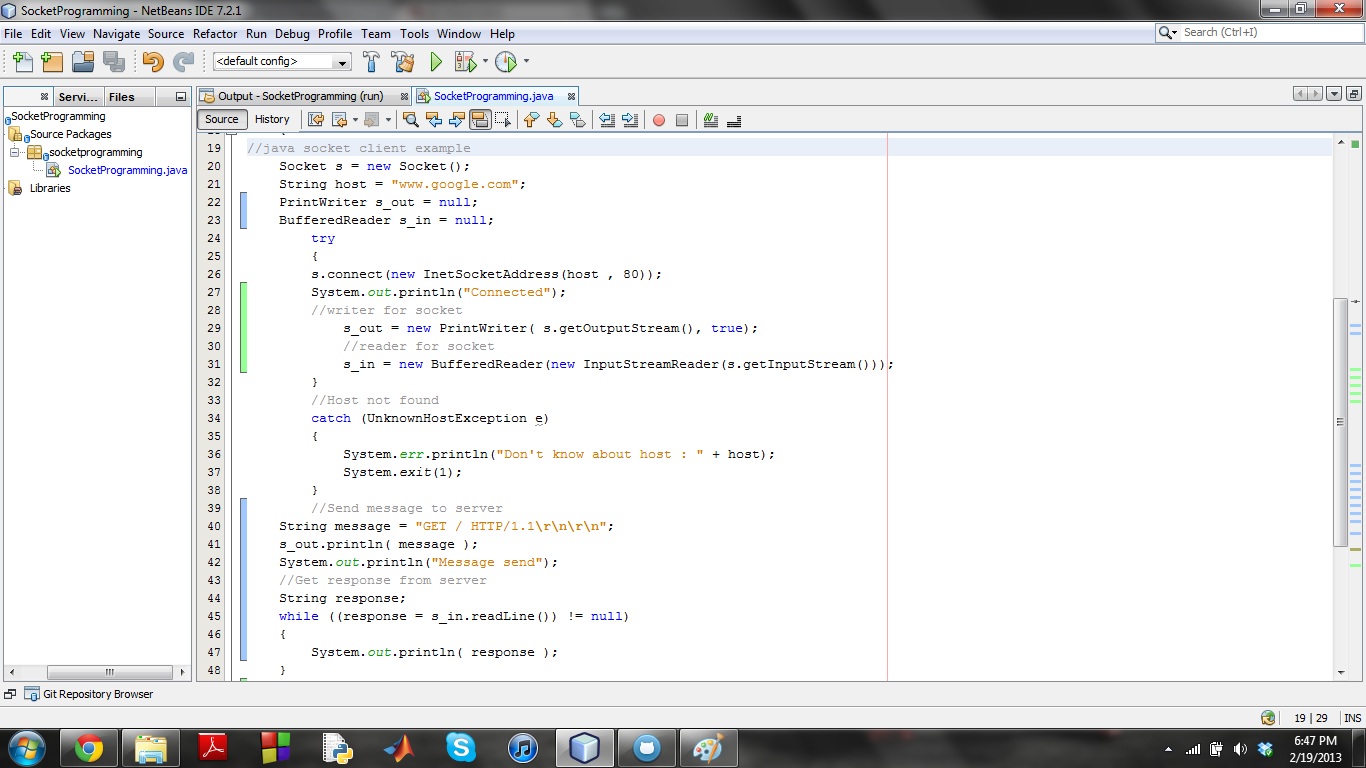 SocketProgramming - NetBeans IDE 7.2.1
File Edit View Navigate Source Refactor Run Debug Profile Team Tools Window Help
Search (Ctrl+I)
<default config>
Servi... Files
Output - SocketProgramming (run) SocketProgramming.java
SocketProgramming
Source Packages
socketprogramming
SocketProgramming.java
Libraries
Source History
19 //java socket client example
20 Socket s = new Socket();
21 String host = "www.google.com";
22 PrintWriter s_out = null;
23 BufferedReader s_in = null;
24 try
25 {
26 s.connect(new InetSocketAddress(host , 80));
27 System.out.println("Connected");
28 //writer for socket
29 s_out = new PrintWriter( s.getOutputStream(), true);
30 //reader for socket
31 s_in = new BufferedReader(new InputStreamReader(s.getInputStream()));
32 }
33 //Host not found
34 catch (UnknownHostException e)
35 {
36 System.err.println("Don't know about host : " + host);
37 System.exit(1);
38 }
39 //Send message to server
40 String message = "GET / HTTP/1.1\r\n\r\n";
41 s_out.println( message );
42 System.out.println("Message send");
43 //Get response from server
44 String response;
45 while ((response = s_in.readLine()) != null)
46 {
47 System.out.println( response );
48 }
Git Repository Browser
19 | 29 INS
6:47 PM
2/19/2013